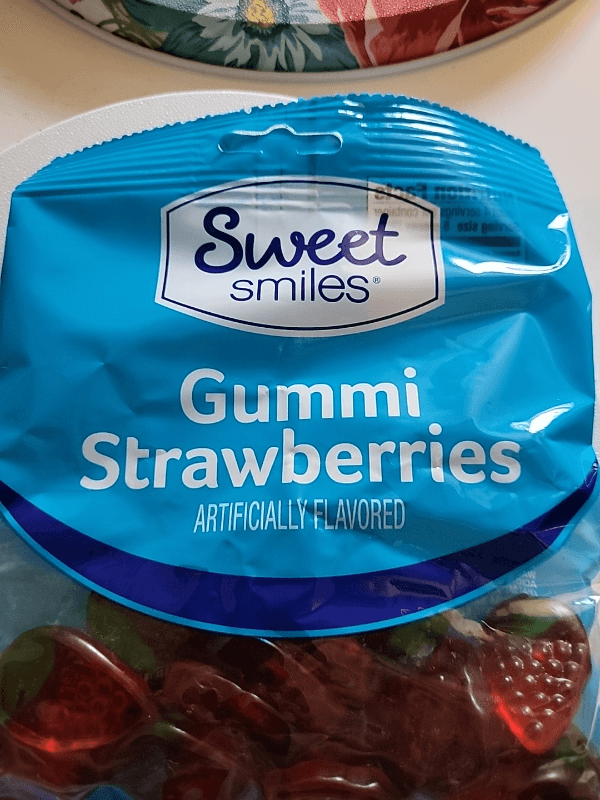 Sweet
smiles®
Gummi
Strawberries
ARTIFICIALLY FLAVORED